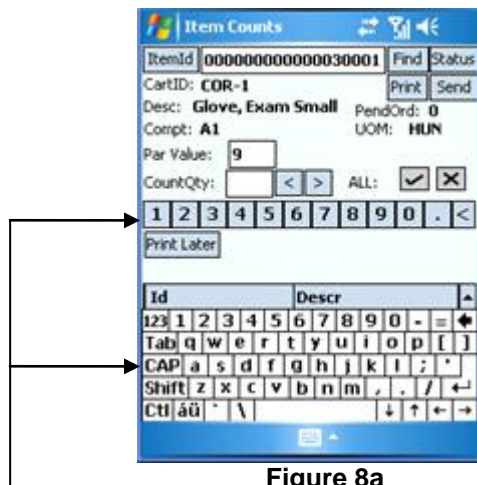 Item Counts
ItemId 000000000000030001 Find Status
CartID: COR-1 Print Send
Desc: Glove, Exam Small PendOrd: 0
Compt: A1 UOM: HUN
Par Value: 9
CountQty: < > ALL:
1 2 3 4 5 6 7 8 9 0 . <
Print Later
Id Descr
123 1 2 3 4 5 6 7 8 9 0 - =
Tab q w e r t y u i o p [ ]
CAP a s d f g h j k l ; '
Shift z x c v b n m , . /
Ctl áü ` \
Figure 8a